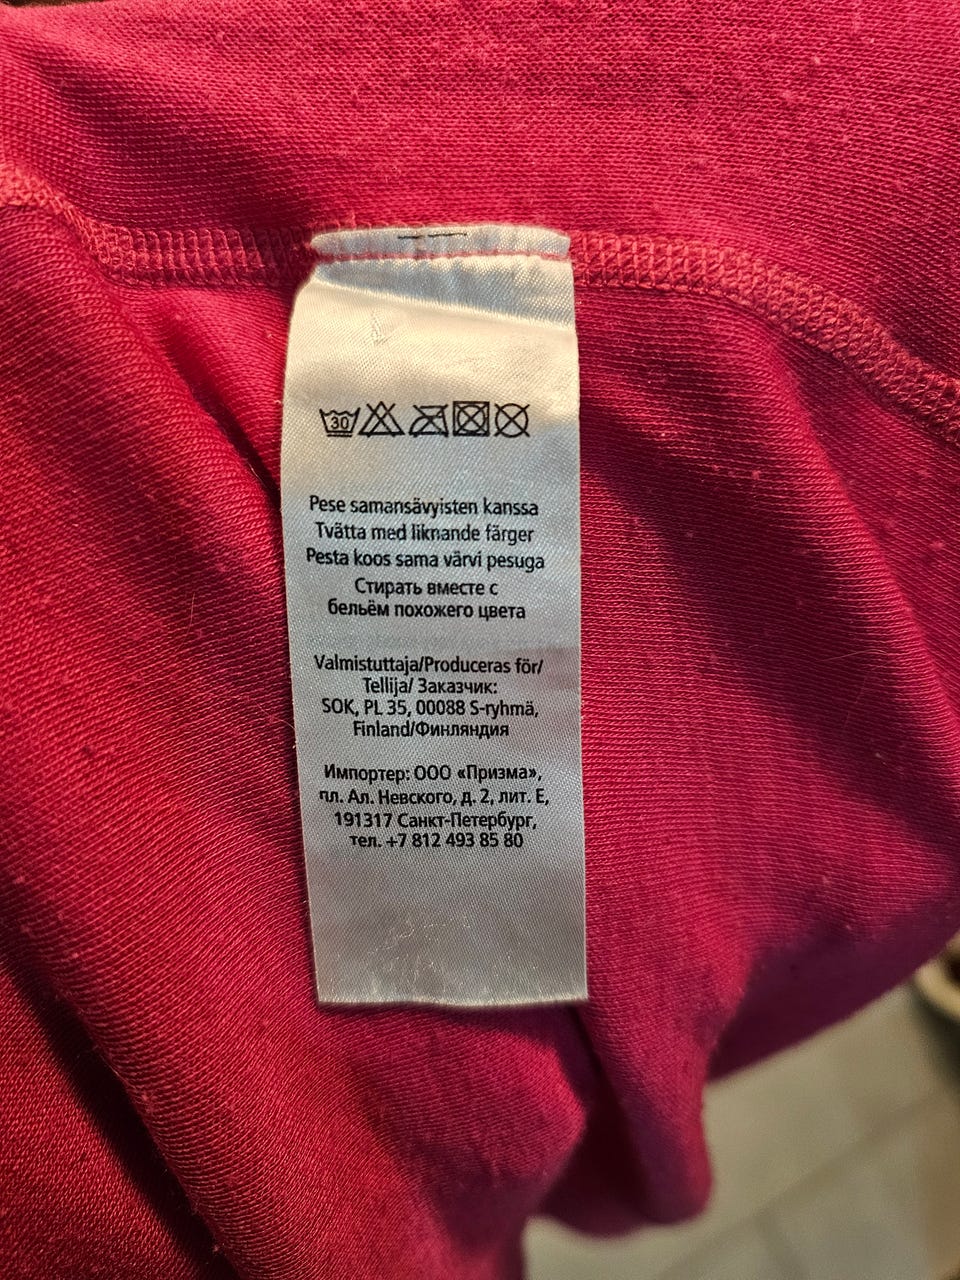 30
Pese samansävyisten kanssa
Tvätta med liknande färger
Pesta koos sama värvi pesuga
Стирать вместе с
бельём похожего цвета
Valmistuttaja/Produceras för/
Tellija/ Заказчик:
SOK, PL 35, 00088 S-ryhmä,
Finland/Финляндия
Импортер: ООО «Призма»,
пл. Ал. Невского, д. 2, лит. Е,
191317 Санкт-Петербург,
тел. +7 812 493 85 80